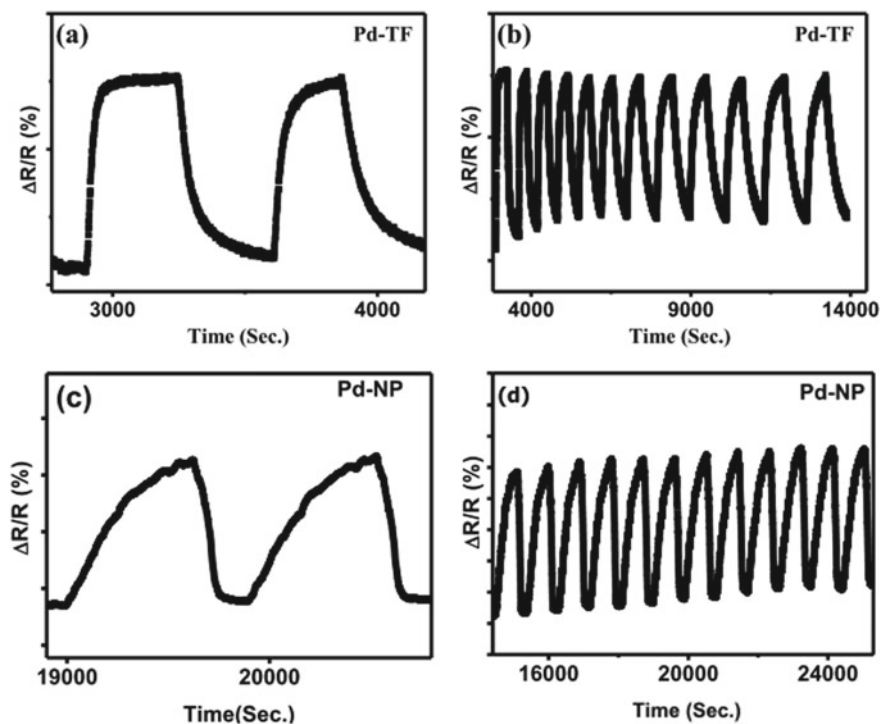 (a) Pd-TF
ΔR/R (%)
3000 4000
Time (Sec.)
(b) Pd-TF
ΔR/R (%)
4000 9000 14000
Time (Sec.)
(c) Pd-NP
ΔR/R (%)
19000 20000
Time(Sec.)
(d) Pd-NP
ΔR/R (%)
16000 20000 24000
Time (Sec.)